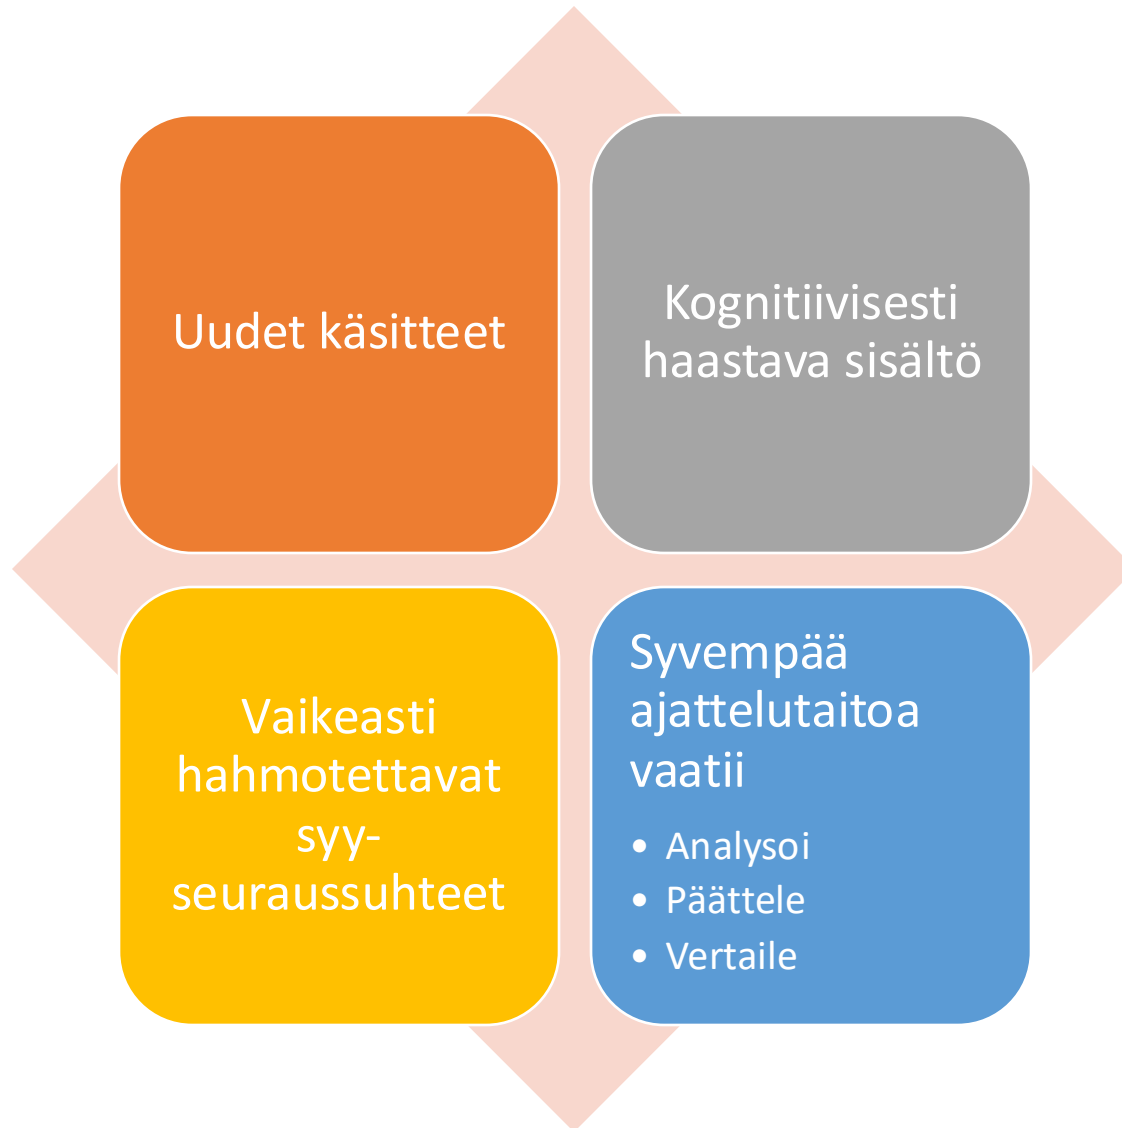 Uudet käsitteet
Kognitiivisesti
haastava sisältö
Vaikeasti
hahmotettavat
syy-
seuraussuhteet
Syvempää
ajattelutaitoa
vaatii
• Analysoi
• Päättele
• Vertaile